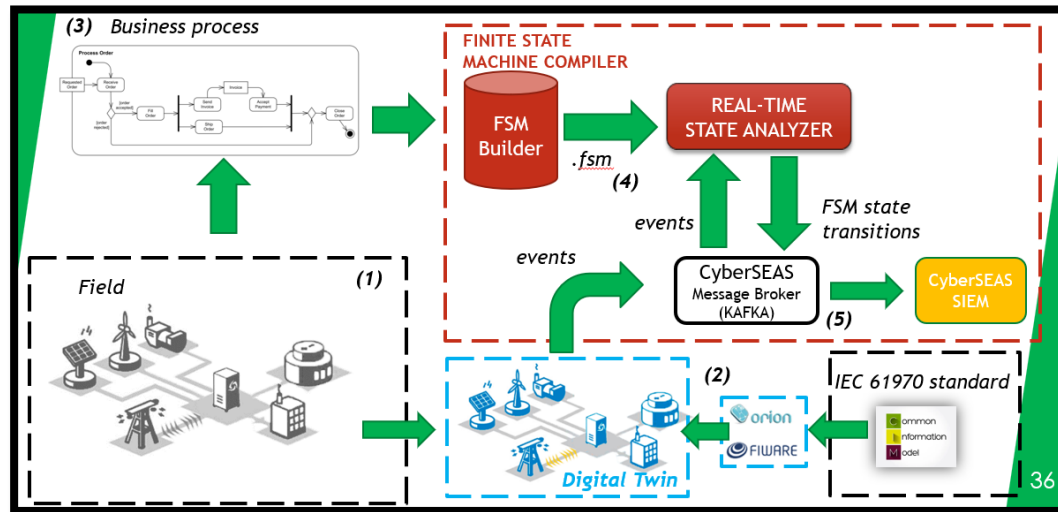 (3) Business process
Process Order
Requested
Order
Receive
Order
[order
accepted]
[order
rejected]
Fill
Order
Send
Invoice
Invoice
Accept
Payment
Ship
Order
Close
Order
FINITE STATE
MACHINE COMPILER
FSM
Builder
.fsm
(4)
REAL-TIME
STATE ANALYZER
events
FSM state
transitions
events
CyberSEAS
Message Broker
(KAFKA)
(5)
CyberSEAS
SIEM
Field
(1)
Digital Twin
(2)
orion
FIWARE
IEC 61970 standard
Common
Information
Model
36